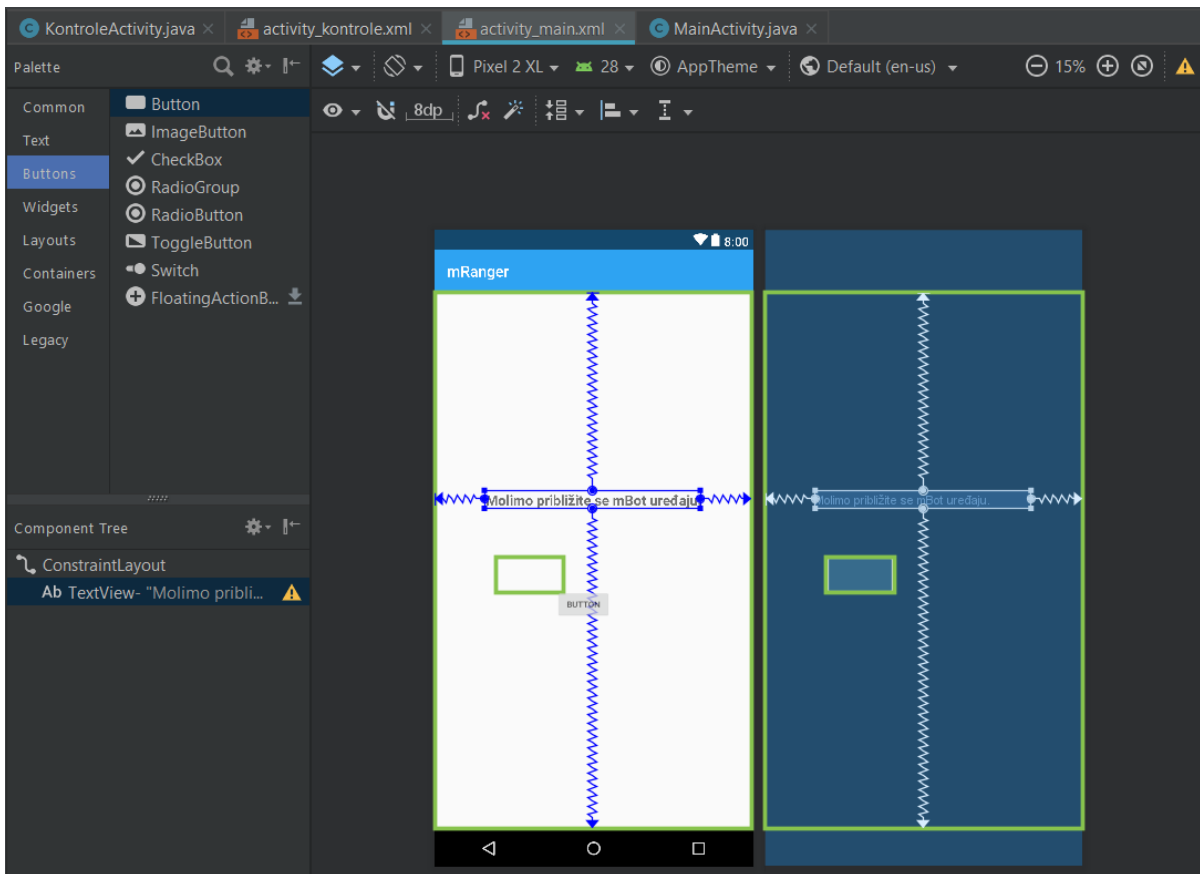 KontroleActivity.java
activity_kontrole.xml
activity_main.xml
MainActivity.java
Palette
Pixel 2 XL
28
AppTheme
Default (en-us)
15%
8dp
Common
Text
Buttons
Widgets
Layouts
Containers
Google
Legacy
Button
ImageButton
CheckBox
RadioGroup
RadioButton
ToggleButton
Switch
FloatingActionB...
8:00
mRanger
Molimo približite se mBot uređaju.
BUTTON
Molimo približite se mBot uređaju.
Component Tree
ConstraintLayout
Ab TextView- "Molimo pribli...